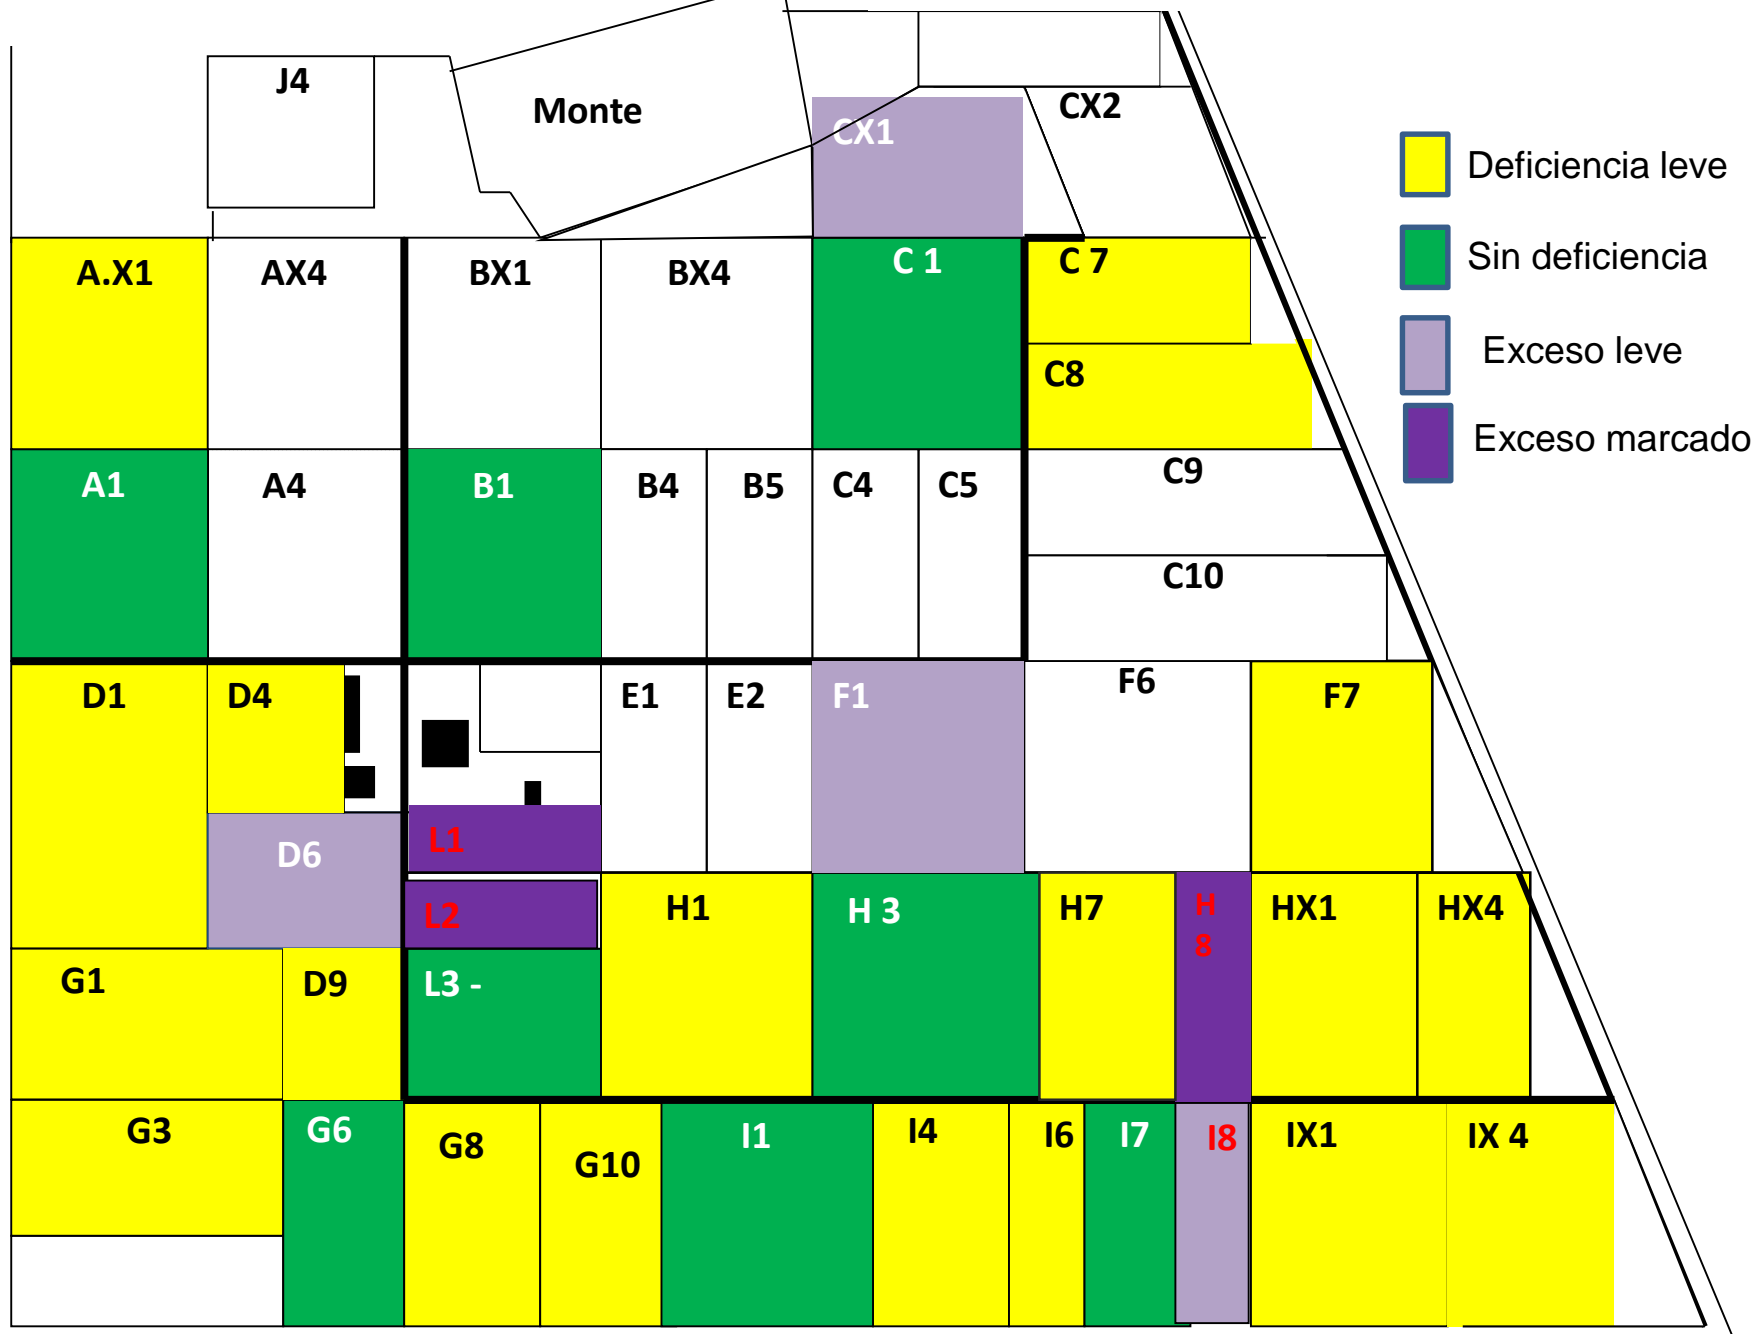 J4
Monte
CX1
CX2
Deficiencia leve
Sin deficiencia
Exceso leve
Exceso marcado
A.X1
AX4
BX1
BX4
C 1
C 7
C8
A1
A4
B1
B4
B5
C4
C5
C9
C10
D1
D4
E1
E2
F1
F6
F7
L1
D6
L2
H1
H 3
H7
H
8
HX1
HX4
G1
D9
L3 -
G3
G6
G8
G10
I1
I4
I6
I7
I8
IX1
IX 4